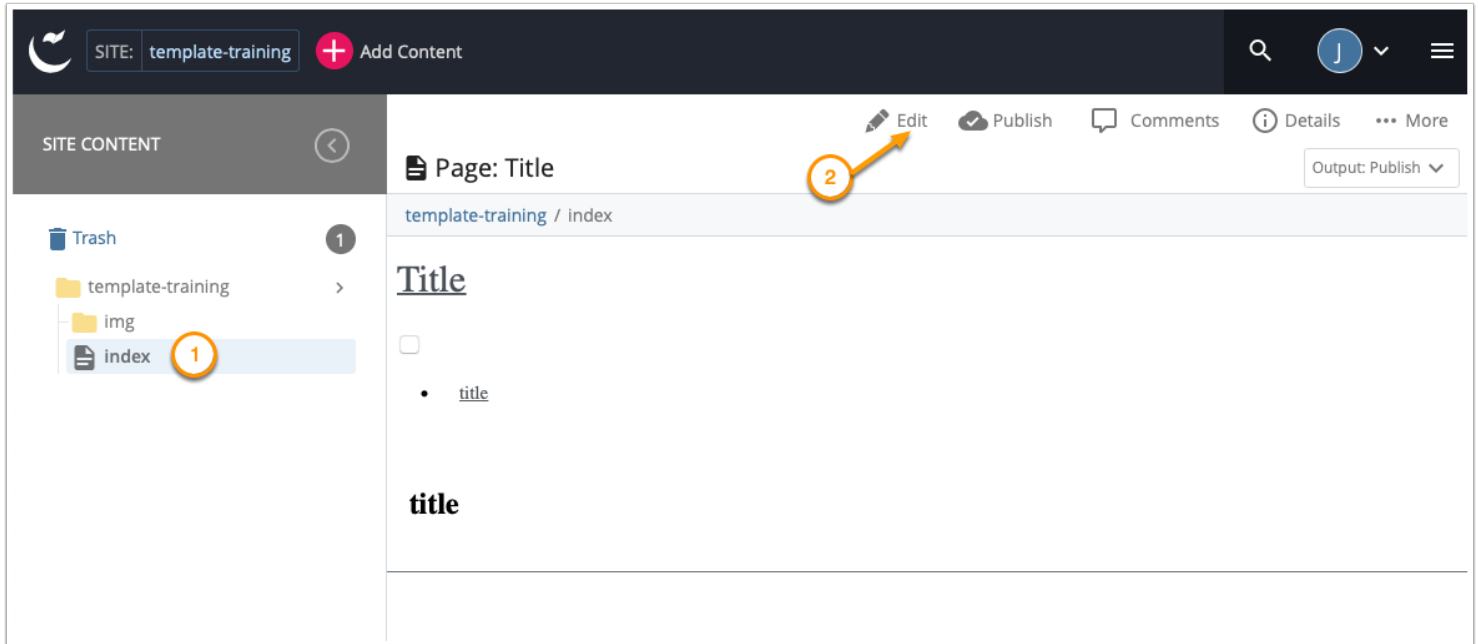 SITE: template-training Add Content J
Edit Publish Comments Details More
SITE CONTENT
Page: Title
2
Output: Publish
template-training / index
Trash 1
Title
template-training
img
index 1
title
title